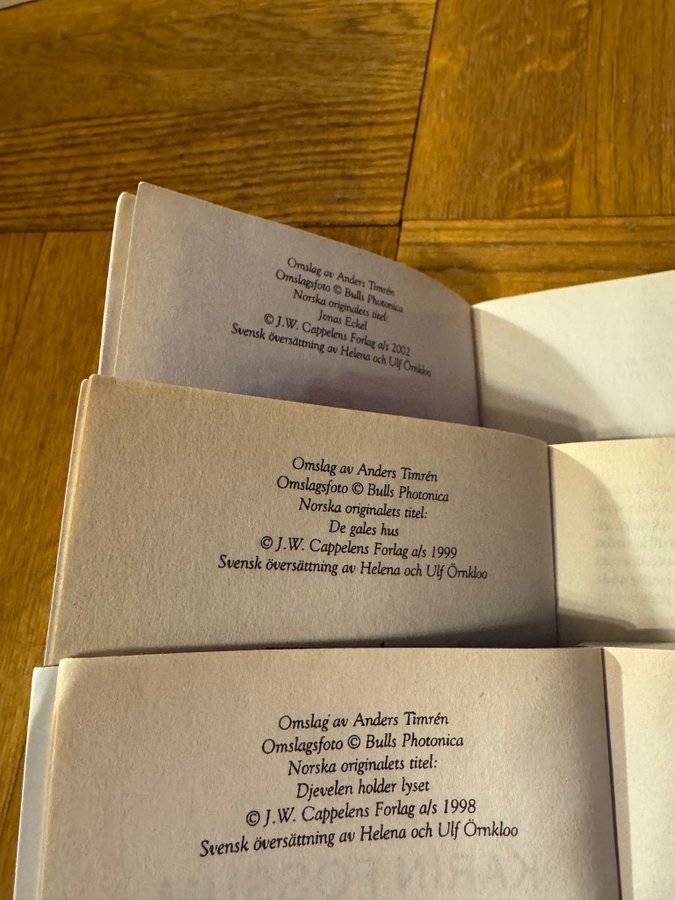 Omslag av Anders Timrén
Omslagsfoto © Bulls Photonica
Norska originalets titel:
Jonas Eckel
© J.W. Cappelens Forlag a/s 2002
Svensk översättning av Helena och Ulf Örnkloo
Omslag av Anders Timrén
Omslagsfoto © Bulls Photonica
Norska originalets titel:
De gales hus
© J.W. Cappelens Forlag a/s 1999
Svensk översättning av Helena och Ulf Örnkloo
Omslag av Anders Timrén
Omslagsfoto © Bulls Photonica
Norska originalets titel:
Djevelen holder lyset
© J.W. Cappelens Forlag a/s 1998
Svensk översättning av Helena och Ulf Örnkloo